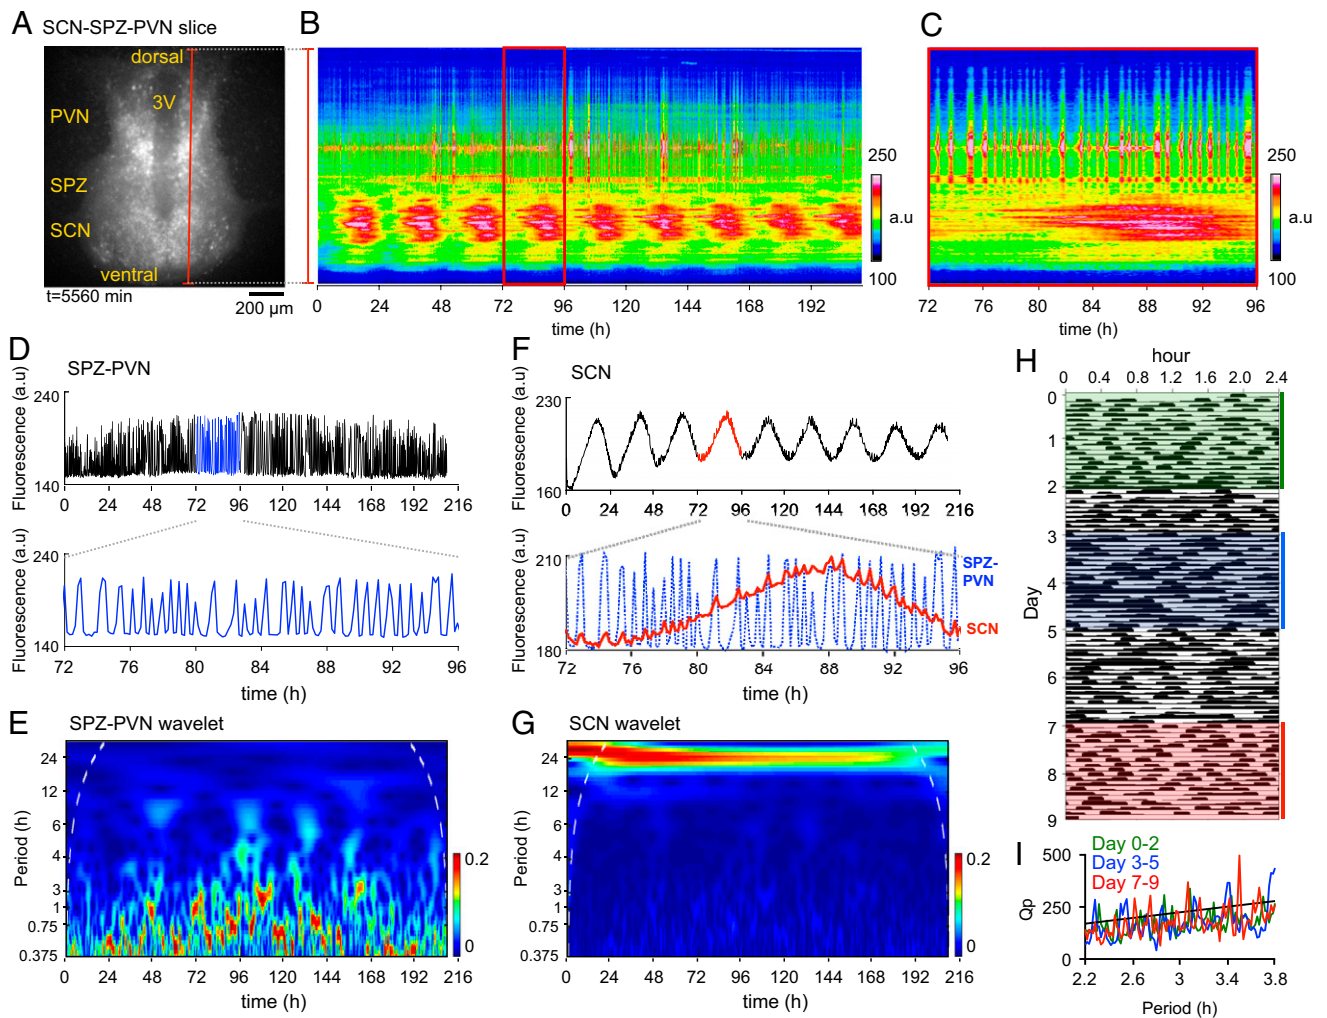 A SCN-SPZ-PVN slice
dorsal
3V
PVN
SPZ
SCN
ventral
t=5560 min
200 µm
B
250
a.u
100
0 24 48 72 96 120 144 168 192
time (h)
C
250
a.u
100
72 76 80 84 88 92 96
time (h)
D
SPZ-PVN
Fluorescence (a.u)
240
140
0 24 48 72 96 120 144 168 192 216
Fluorescence (a.u)
240
140
72 76 80 84 88 92 96
time (h)
E SPZ-PVN wavelet
Period (h)
24
12
6
4
3
1
0.75
0.375
0.2
0
0 24 48 72 96 120 144 168 192 216
time (h)
F
SCN
Fluorescence (a.u)
230
160
0 24 48 72 96 120 144 168 192 216
Fluorescence (a.u)
210
180
SPZ-
PVN
SCN
72 76 80 84 88 92 96
time (h)
G SCN wavelet
Period (h)
24
12
6
4
3
1
0.75
0.375
0.2
0
0 24 48 72 96 120 144 168 192 216
time (h)
H
hour
0 0.4 0.8 1.2 1.6 2.0 2.4
Day
0
1
2
3
4
5
6
7
8
9
I
Day 0-2
Day 3-5
Day 7-9
Qp
500
250
0
2.2 2.6 3 3.4 3.8
Period (h)